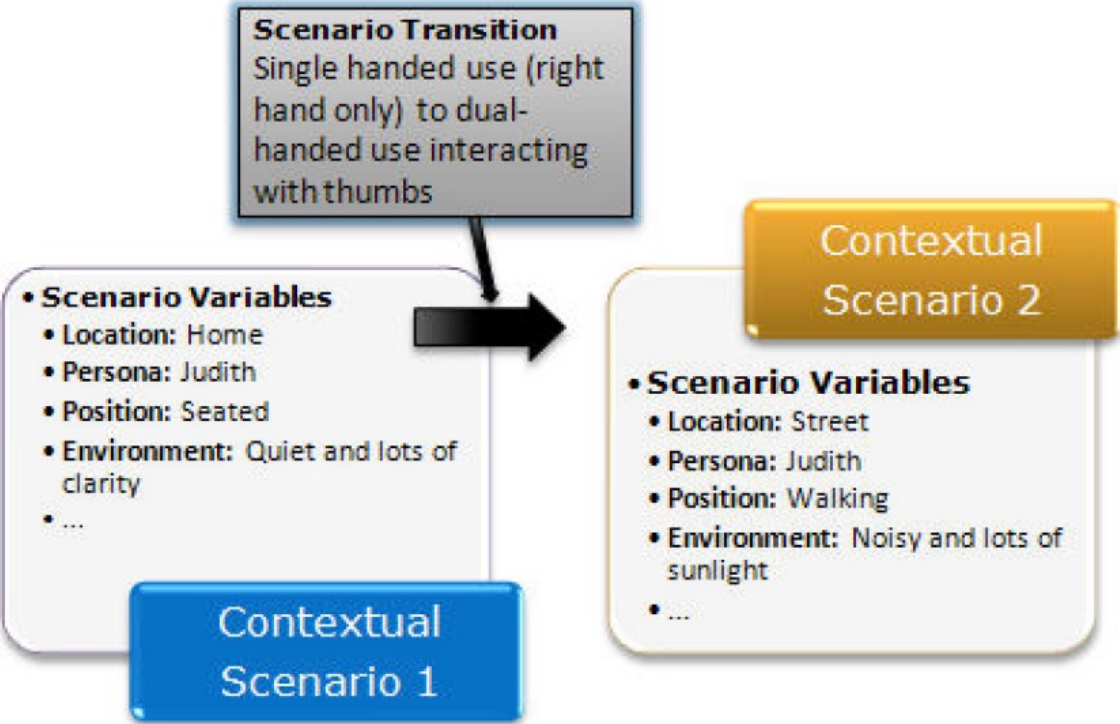 Scenario Transition
Single handed use (right
hand only) to dual-
handed use interacting
with thumbs
• Scenario Variables
• Location: Home
• Persona: Judith
• Position: Seated
• Environment: Quiet and lots of
clarity
• ...
Contextual
Scenario 1
Contextual
Scenario 2
• Scenario Variables
• Location: Street
• Persona: Judith
• Position: Walking
• Environment: Noisy and lots of
sunlight
• ...